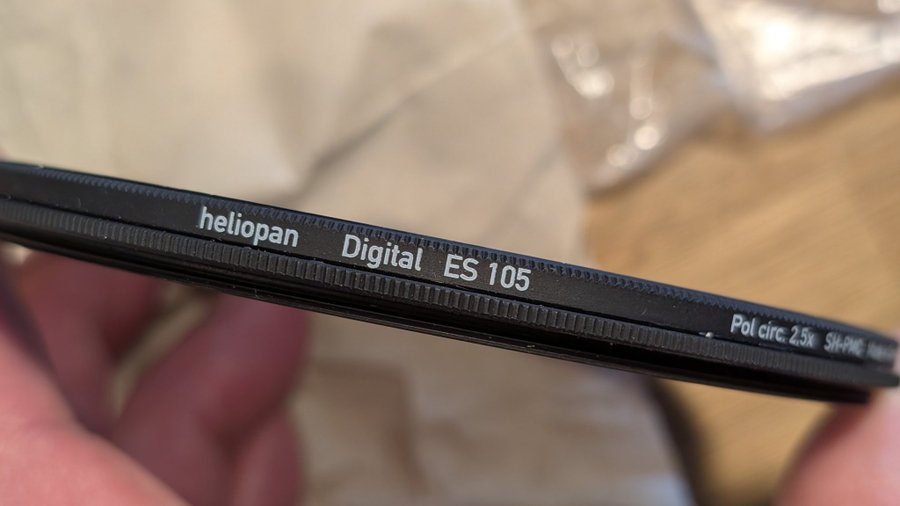 heliopan Digital ES 105 Pol circ. 2,5x SH-PMC